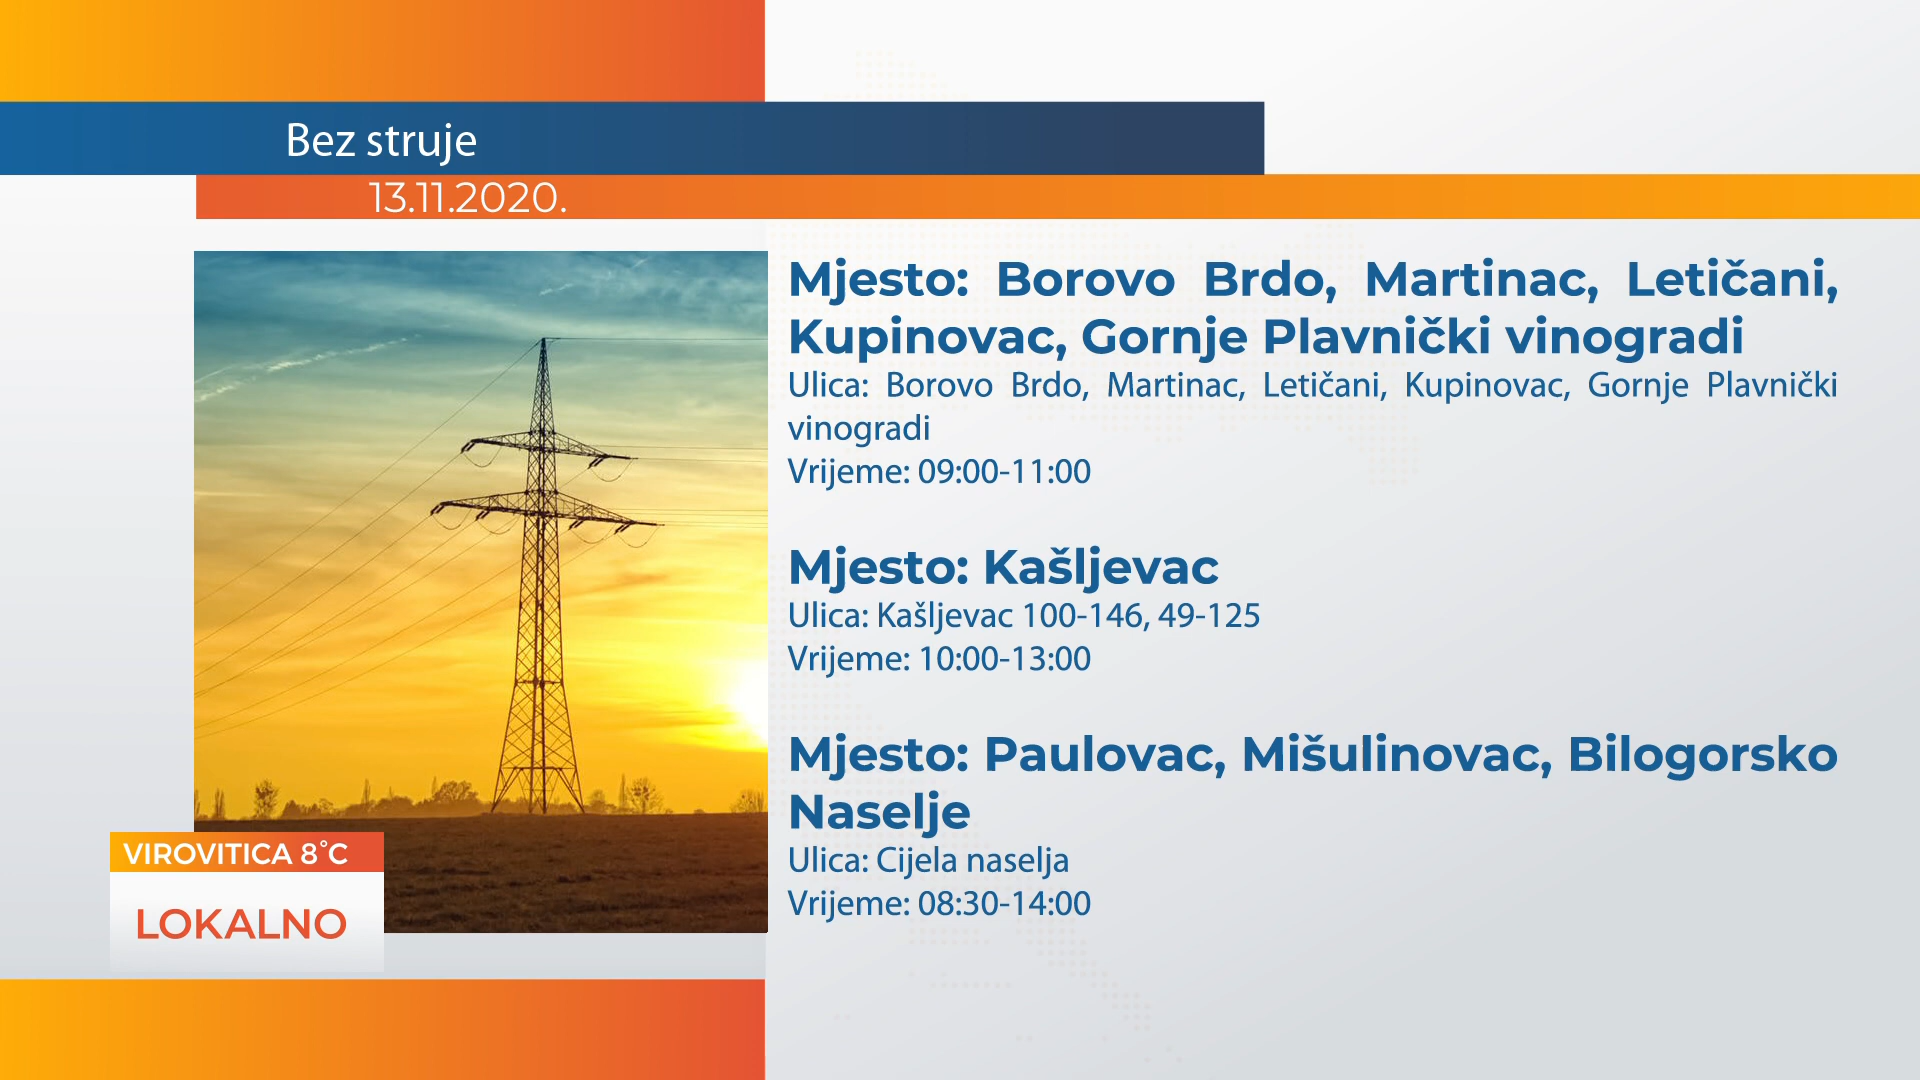 Bez struje
13.11.2020.
Mjesto: Borovo Brdo, Martinac, Letičani,
Kupinovac, Gornje Plavnički vinogradi
Ulica: Borovo Brdo, Martinac, Letičani, Kupinovac, Gornje Plavnički
vinogradi
Vrijeme: 09:00-11:00
Mjesto: Kašljevac
Ulica: Kašljevac 100-146, 49-125
Vrijeme: 10:00-13:00
Mjesto: Paulovac, Mišulinovac, Bilogorsko
Naselje
Ulica: Cijela naselja
Vrijeme: 08:30-14:00
VIROVITICA 8°C
LOKALNO